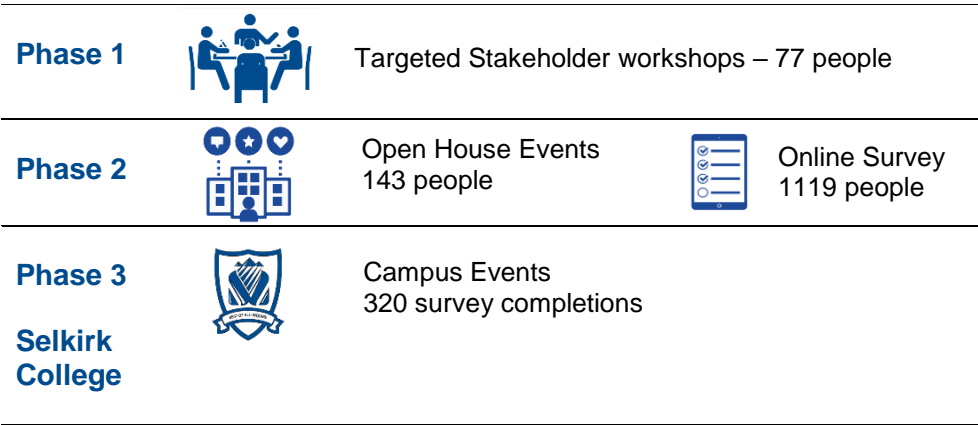 Phase 1
Targeted Stakeholder workshops – 77 people
Phase 2
Open House Events
143 people
Online Survey
1119 people
Phase 3
Selkirk
College
Campus Events
320 survey completions